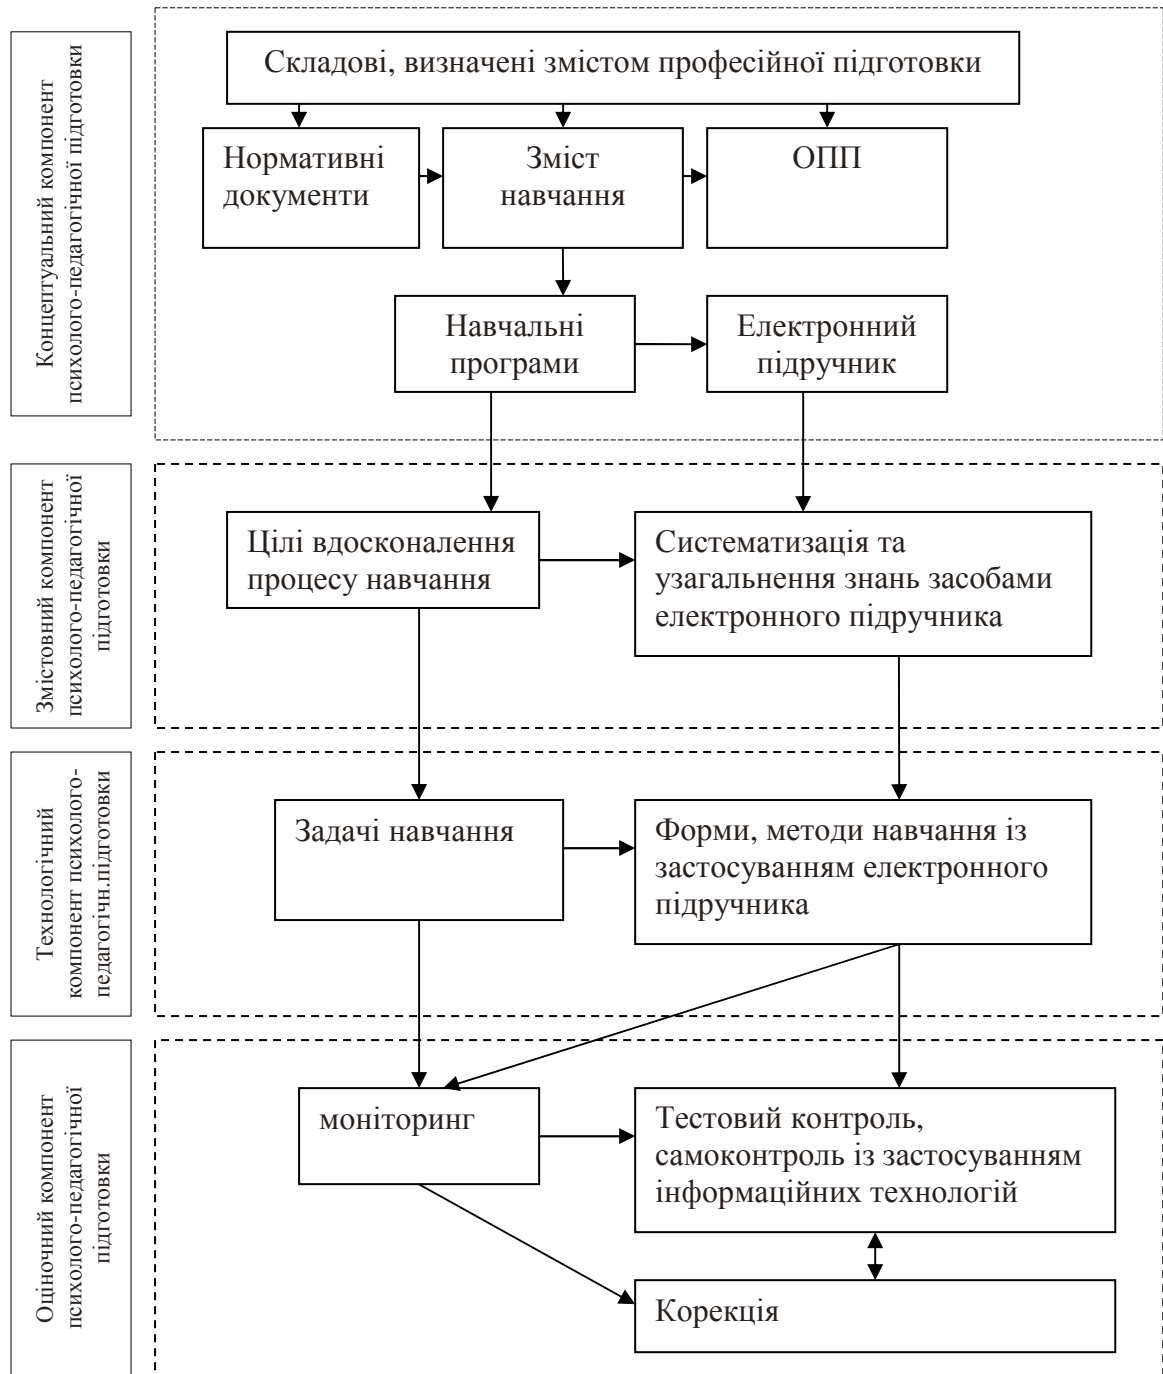 Концептуальний компонент
психолого-педагогічної підготовки
Складові, визначені змістом професійної підготовки
Нормативні
документи
Зміст
навчання
ОПП
Навчальні
програми
Електронний
підручник
Змістовний компонент
психолого-педагогічної
підготовки
Цілі вдосконалення
процесу навчання
Систематизація та
узагальнення знань засобами
електронного підручника
Технологічний
компонент психолого-
педагогічн.підготовки
Задачі навчання
Форми, методи навчання із
застосуванням електронного
підручника
Оціночний компонент
психолого-педагогічної
підготовки
моніторинг
Тестовий контроль,
самоконтроль із застосуванням
інформаційних технологій
Корекція